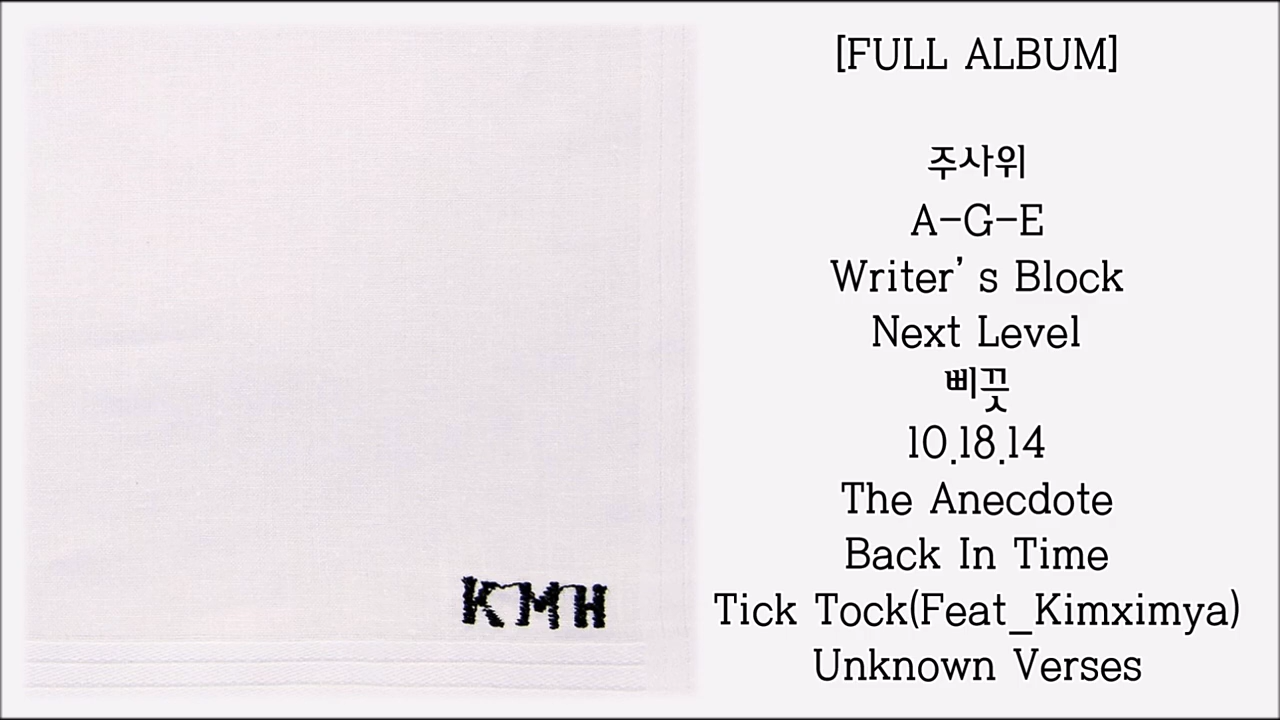 KMH
[FULL ALBUM]
주사위
A-G-E
Writer's Block
Next Level
삐끗
10.18.14
The Anecdote
Back In Time
Tick Tock(Feat_Kimximya)
Unknown Verses